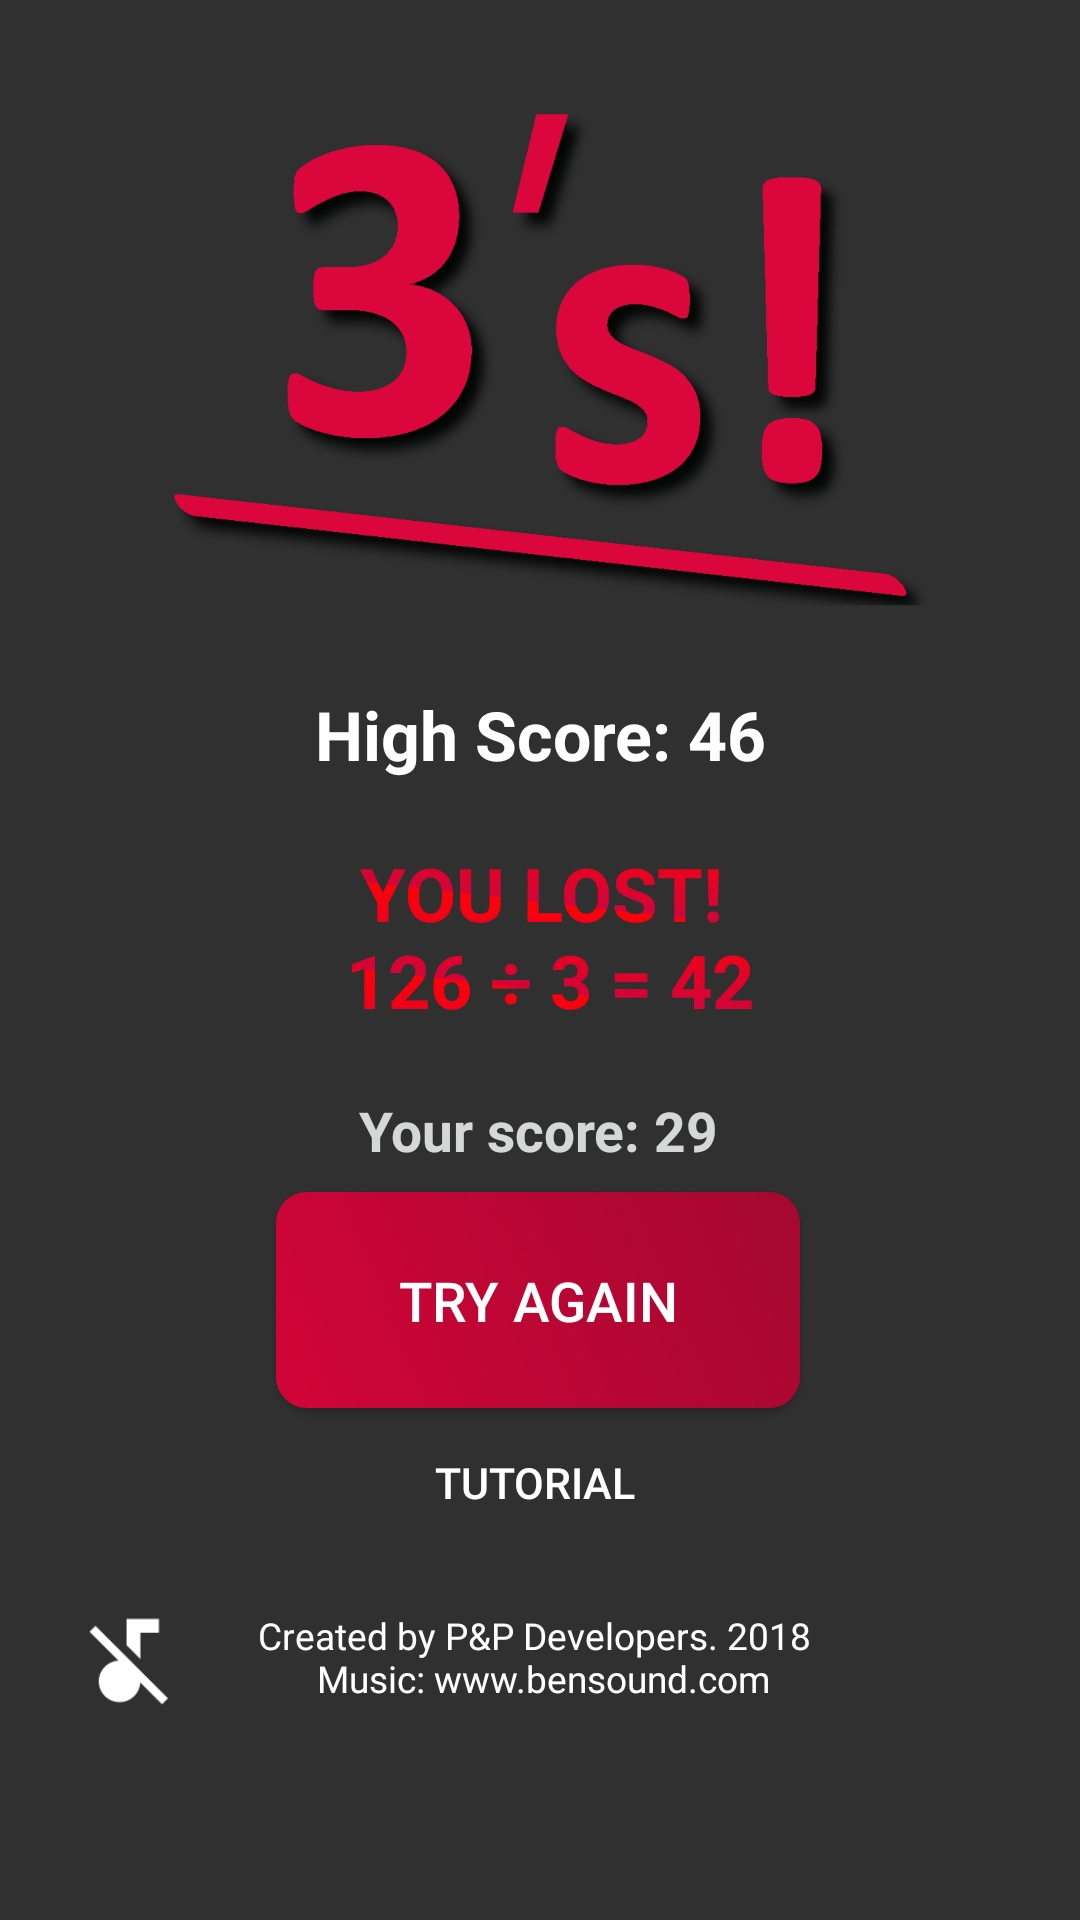 3's!
High Score: 46
YOU LOST!
126 ÷ 3 = 42
Your score: 29
TRY AGAIN
TUTORIAL
Created by P&P Developers. 2018
Music: www.bensound.com